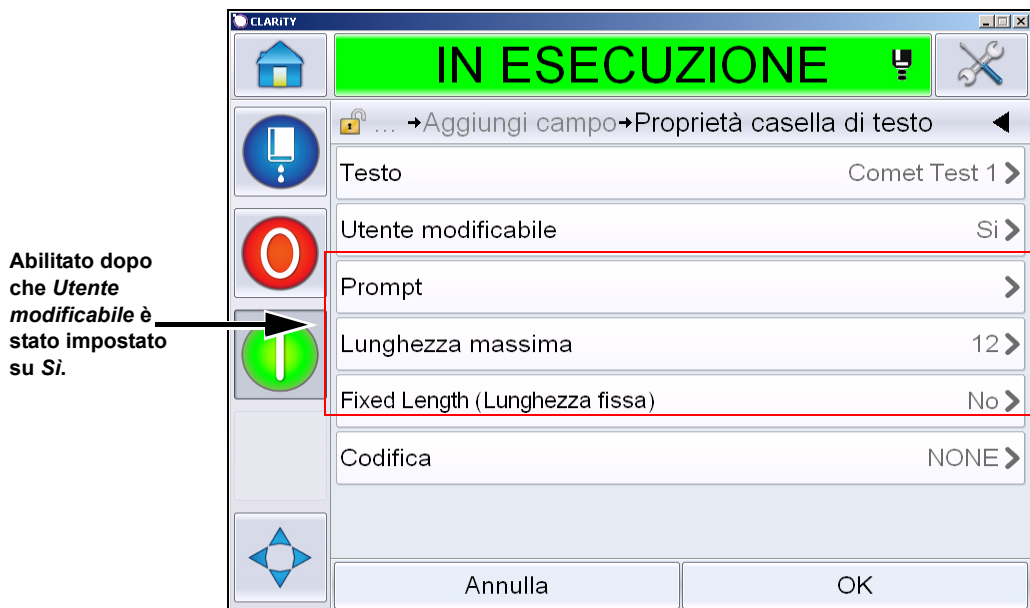 CLARiTY
IN ESECUZIONE
... →Aggiungi campo→Proprietà casella di testo
Testo Comet Test 1
Utente modificabile Si
Prompt
Lunghezza massima 12
Fixed Length (Lunghezza fissa) No
Codifica NONE
Annulla OK
Abilitato dopo
che Utente
modificabile è
stato impostato
su Sì.